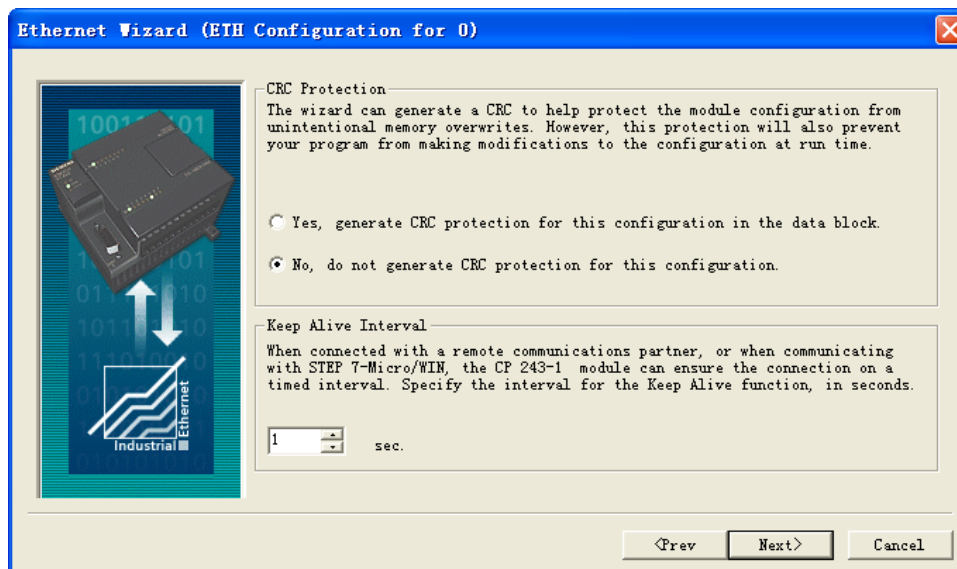 Ethernet Wizard (ETH Configuration for 0)
CRC Protection
The wizard can generate a CRC to help protect the module configuration from
unintentional memory overwrites. However, this protection will also prevent
your program from making modifications to the configuration at run time.
Yes, generate CRC protection for this configuration in the data block.
No, do not generate CRC protection for this configuration.
Keep Alive Interval
When connected with a remote communications partner, or when communicating
with STEP 7-Micro/WIN, the CP 243-1 module can ensure the connection on a
timed interval. Specify the interval for the Keep Alive function, in seconds.
1 sec.
Industrial
Ethernet
<Prev
Next>
Cancel